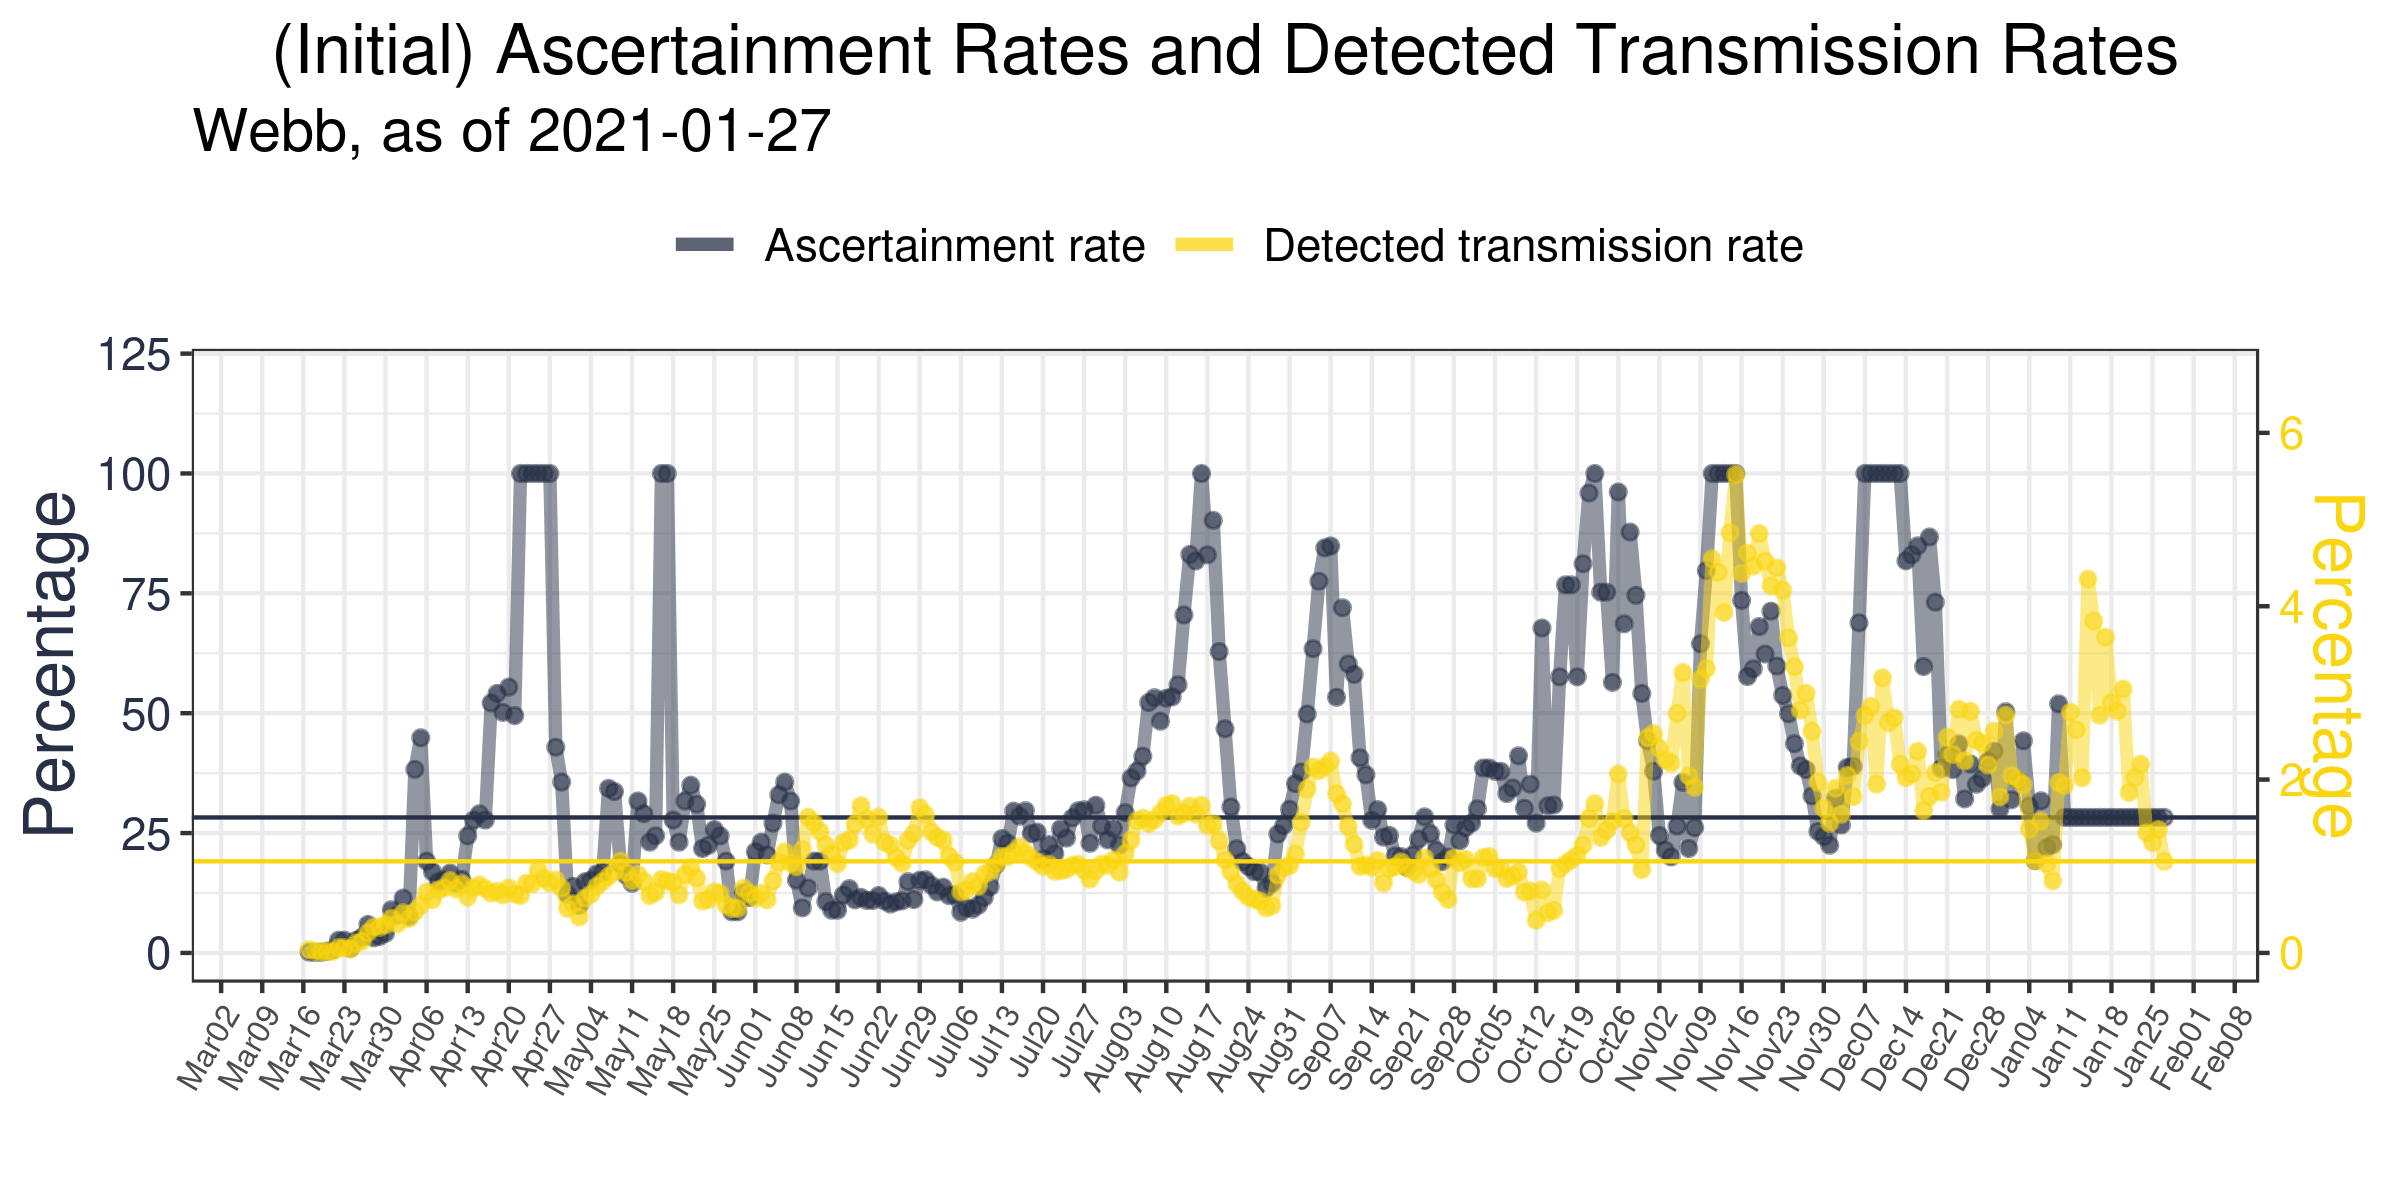 (Initial) Ascertainment Rates and Detected Transmission Rates
Webb, as of 2021-01-27
Ascertainment rate Detected transmission rate
Percentage
125
100
75
50
25
0
6
4
2
0
Percentage
Mar02 Mar09 Mar16 Mar23 Mar30 Apr06 Apr13 Apr20 Apr27 May04 May11 May18 May25 Jun01 Jun08 Jun15 Jun22 Jun29 Jul06 Jul13 Jul20 Jul27 Aug03 Aug10 Aug17 Aug24 Aug31 Sep07 Sep14 Sep21 Sep28 Oct05 Oct12 Oct19 Oct26 Nov02 Nov09 Nov16 Nov23 Nov30 Dec07 Dec14 Dec21 Dec28 Jan04 Jan11 Jan18 Jan25 Feb01 Feb08